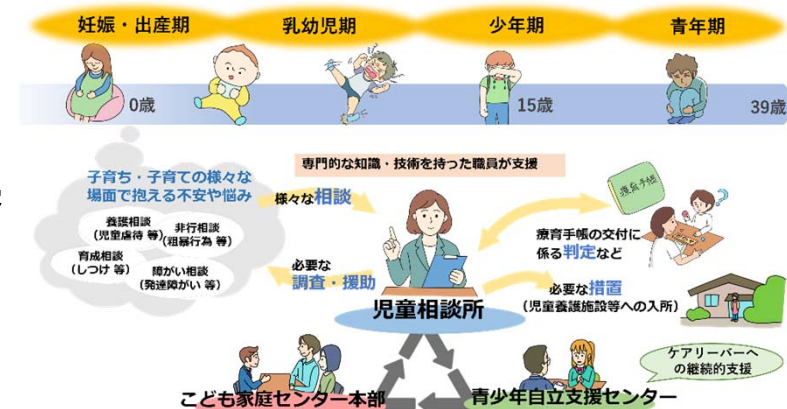 妊娠・出産期
乳幼児期
少年期
青年期
0歳
15歳
39歳
子育ち・子育ての様々な
場面で抱える不安や悩み
養護相談
(児童虐待 等)
非行相談
(粗暴行為 等)
育成相談
(しつけ 等)
障がい相談
(発達障がい 等)
専門的な知識・技術を持った職員が支援
様々な相談
必要な
調査・援助
児童相談所
療育手帳
療育手帳の交付に
係る判定など
必要な措置
(児童養護施設等への入所)
ケアリーバーへ
の継続的支援
こども家庭センター本部
青少年自立支援センター